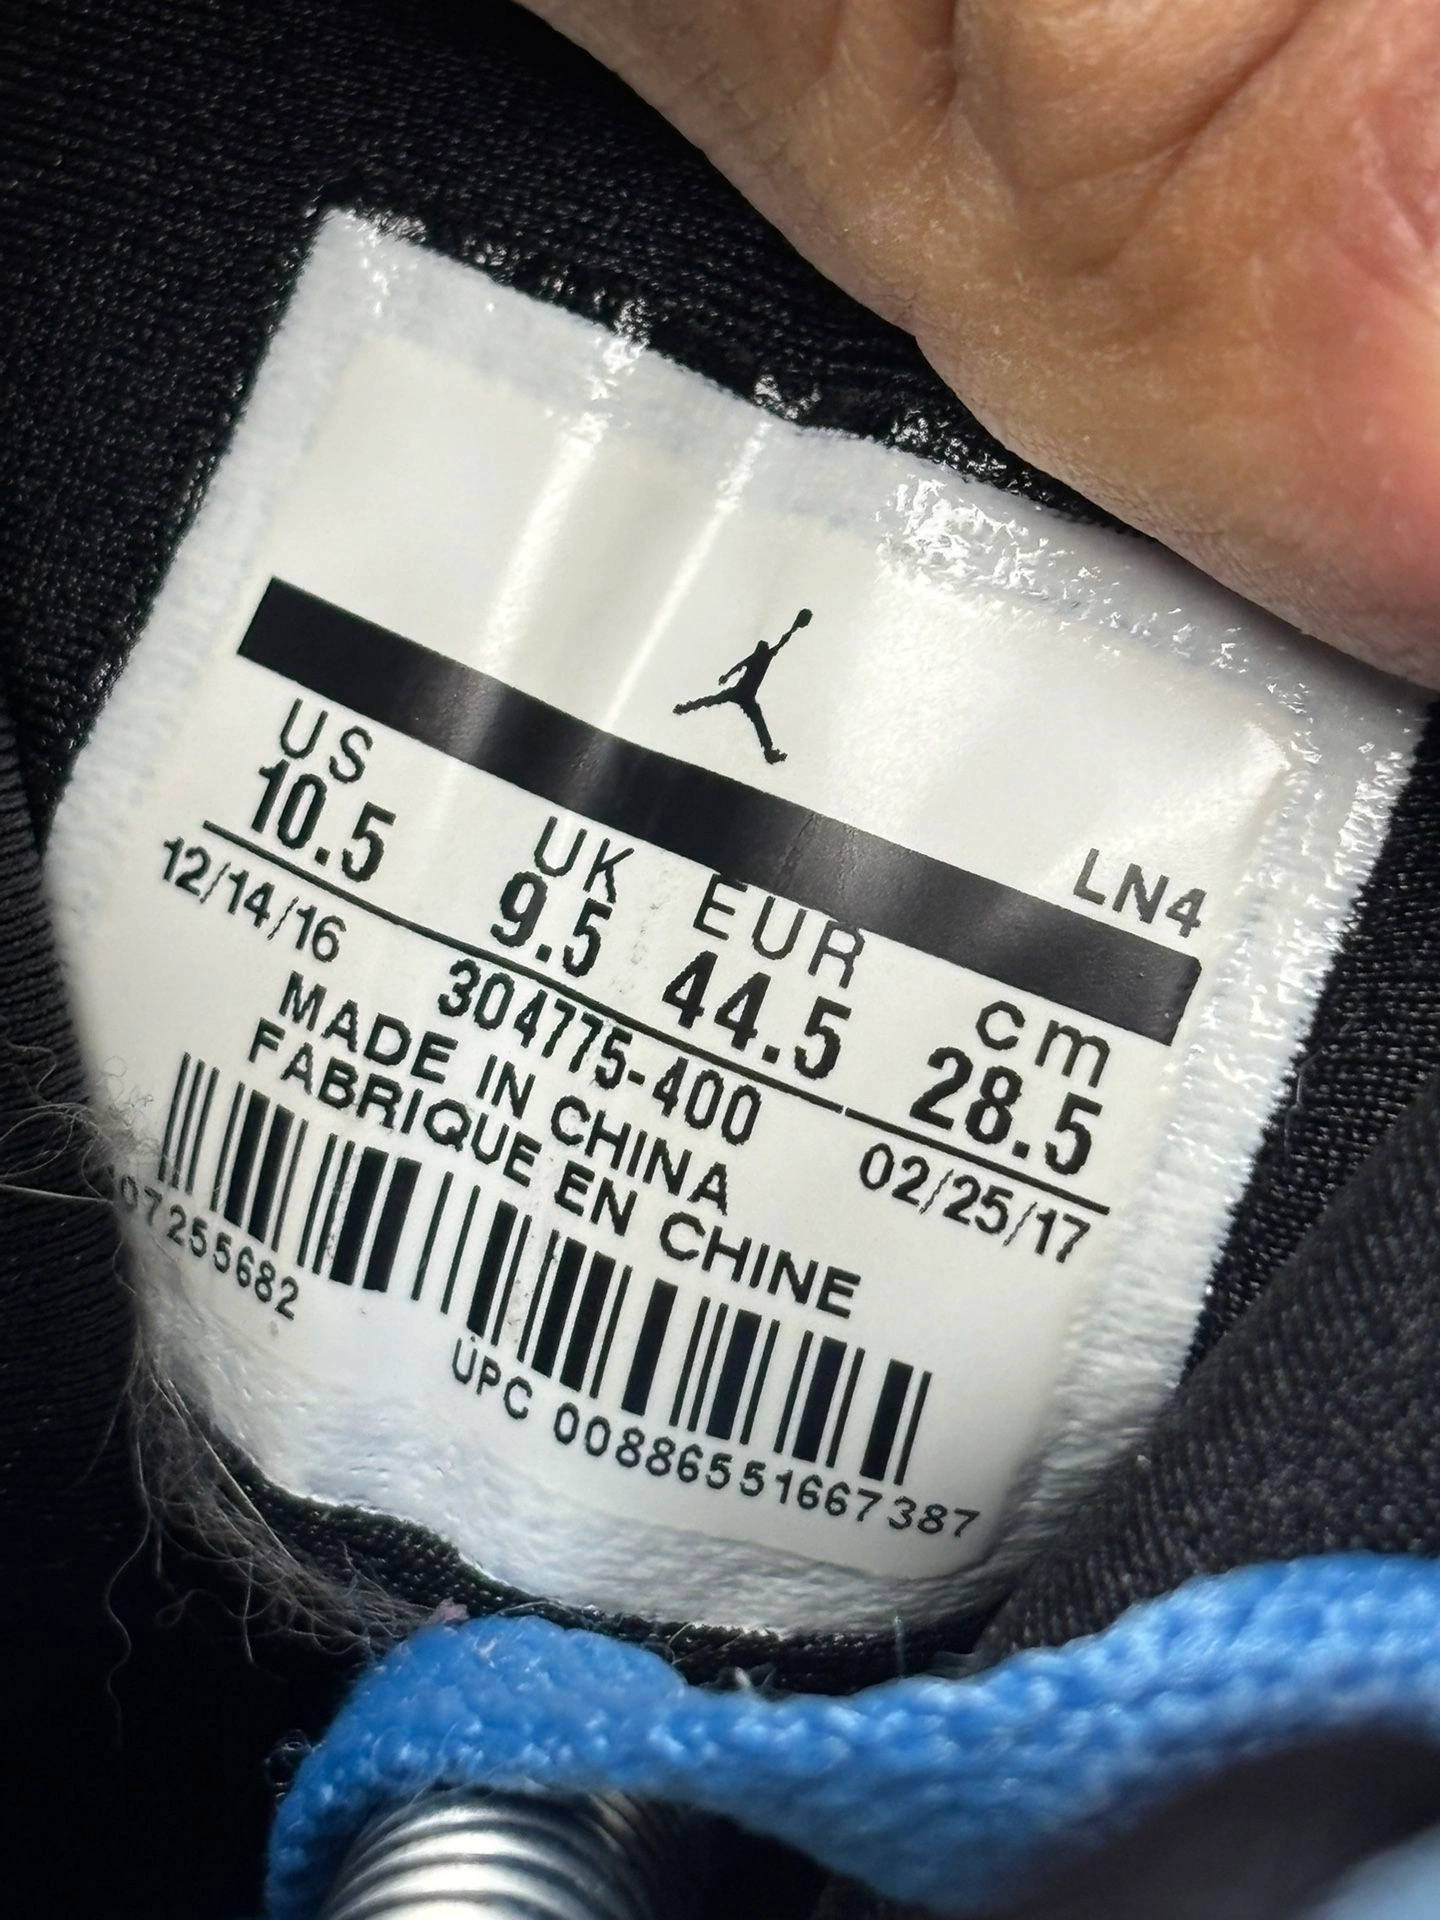 LN4
US UK EUR cm
10.5 9.5 44.5 28.5
12/14/16 304775-400 02/25/17
MADE IN CHINA
FABRIQUE EN CHINE
07255682
UPC 00886551667387